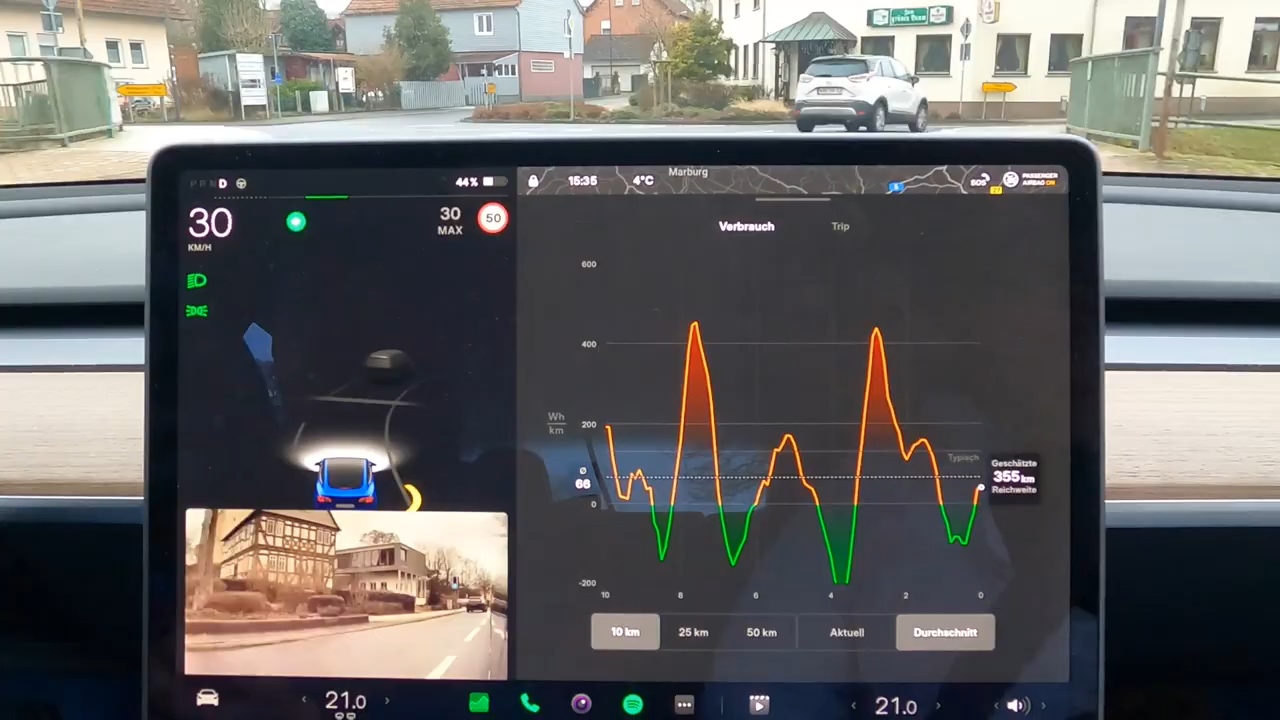 PRND
44 %
15:35
4°C
Marburg
SOS
PASSENGER
AIRBAG ON
30
KM/H
30
MAX
50
Verbrauch
Trip
600
400
200
0
-200
Wh
km
Ø
66
Typisch
Geschätzte
355 km
Reichweite
10
8
6
4
2
0
10 km
25 km
50 km
Aktuell
Durchschnitt
21.0
21.0